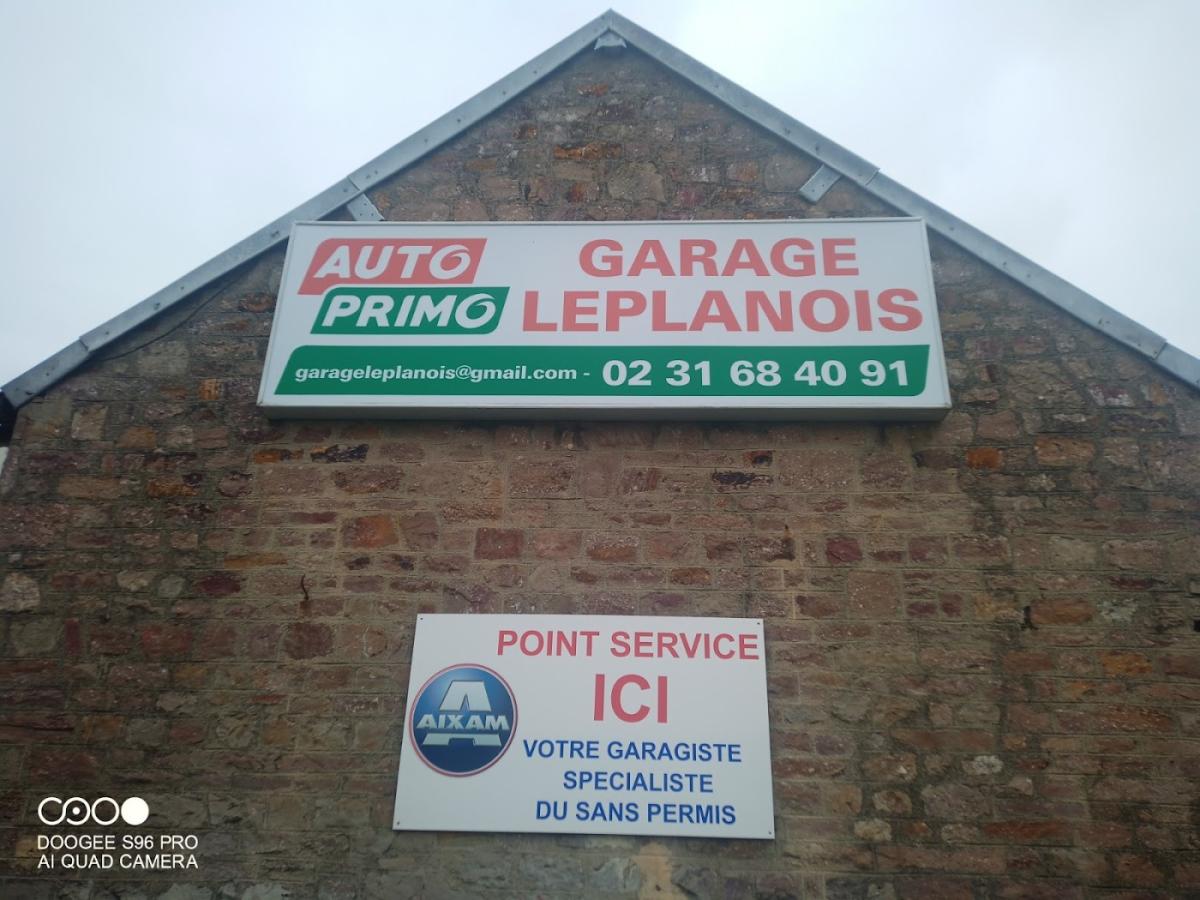 AUTO
PRIMO
GARAGE
LEPLANOIS
garageleplanois@gmail.com - 02 31 68 40 91
POINT SERVICE
ICI
AIXAM
VOTRE GARAGISTE
SPECIALISTE
DU SANS PERMIS
DOOGEE S96 PRO
AI QUAD CAMERA